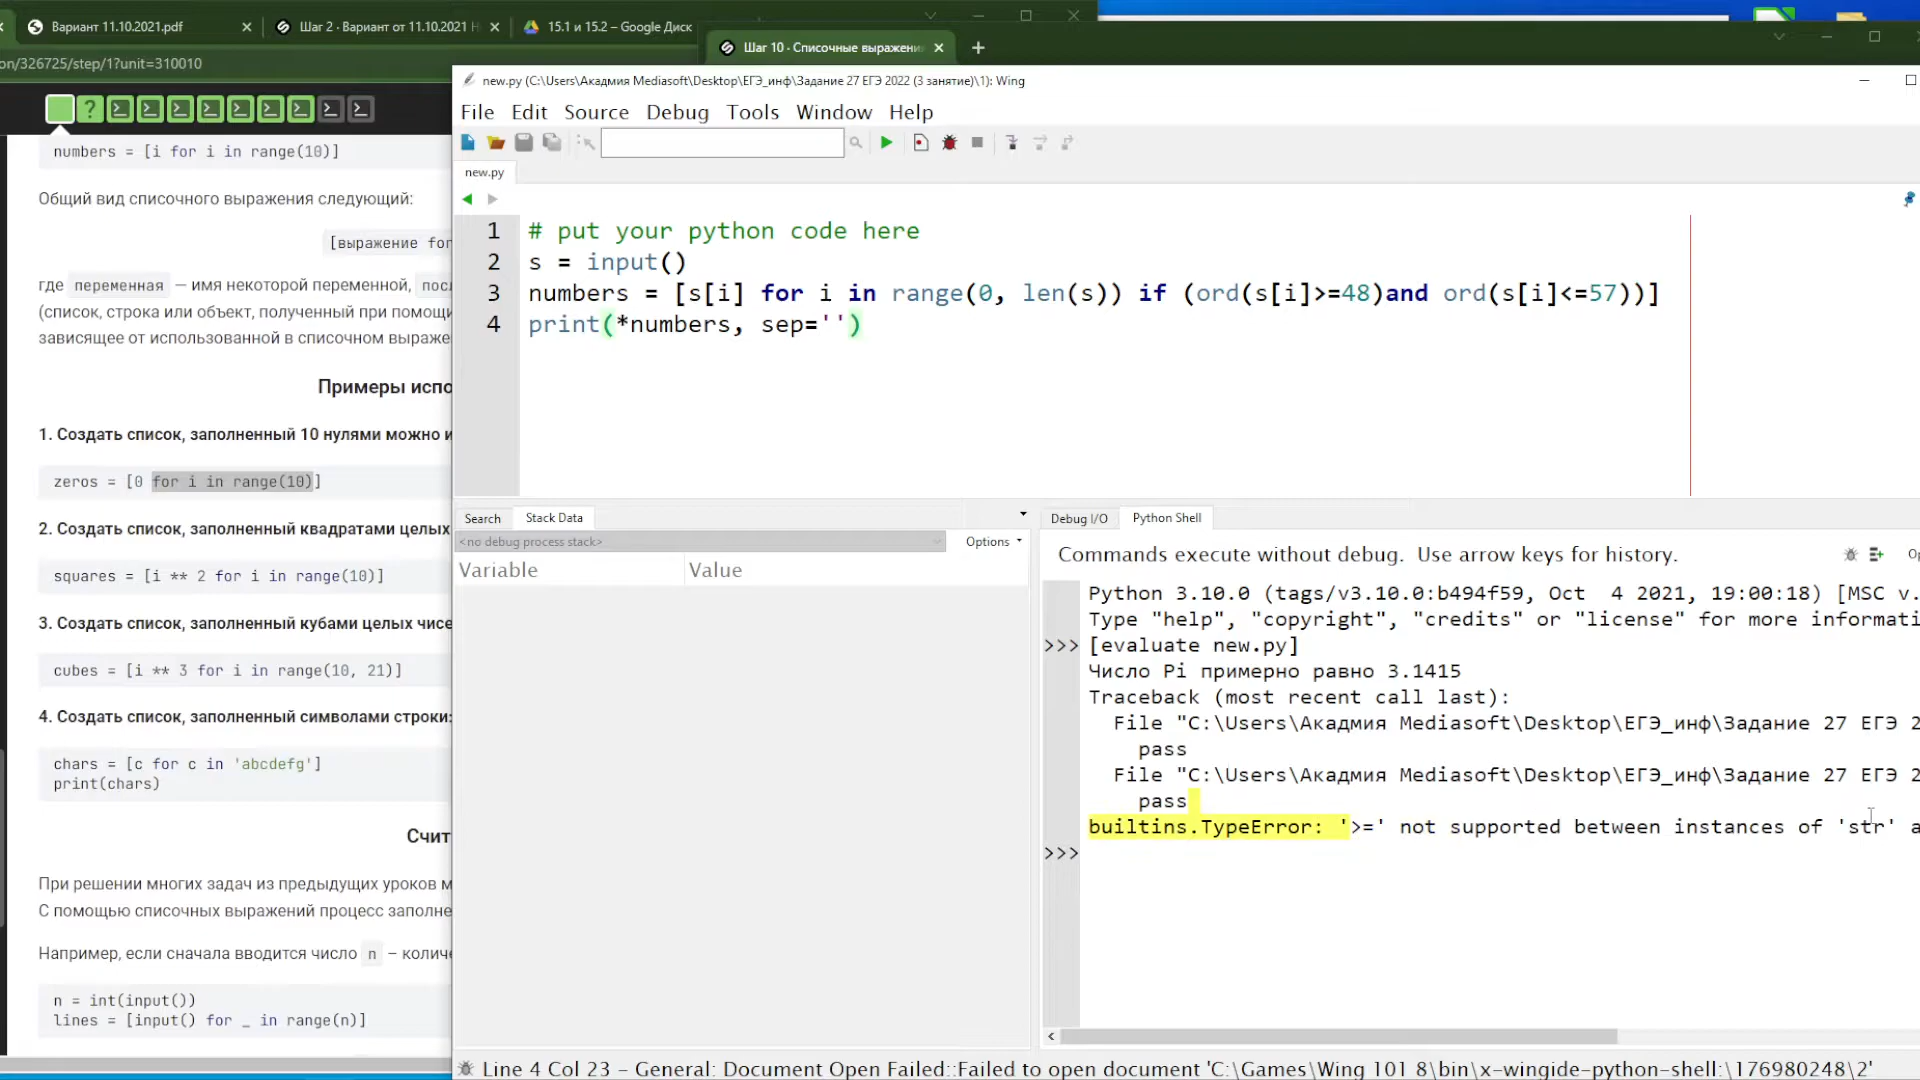 Вариант 11.10.2021.pdf
Шаг 2 - Вариант от 11.10.2021
15.1 и 15.2 – Google Диск
Шаг 10 - Списочные выражени
on/326725/step/1?unit=310010
numbers = [i for i in range(10)]
Общий вид списочного выражения следующий:
[выражение for
где переменная — имя некоторой переменной, посл
(список, строка или объект, полученный при помощи
зависящее от использованной в списочном выраже
Примеры испо
1. Создать список, заполненный 10 нулями можно и
zeros = [0 for i in range(10)]
2. Создать список, заполненный квадратами целых
squares = [i ** 2 for i in range(10)]
3. Создать список, заполненный кубами целых чисе
cubes = [i ** 3 for i in range(10, 21)]
4. Создать список, заполненный символами строки:
chars = [c for c in 'abcdefg']
print(chars)
Счит
При решении многих задач из предыдущих уроков м
С помощью списочных выражений процесс заполне
Например, если сначала вводится число n – количе
n = int(input())
lines = [input() for _ in range(n)]
new.py (C:\Users\Акадмия Mediasoft\Desktop\ЕГЭ_инф\Задание 27 ЕГЭ 2022 (3 занятие)\1): Wing
File Edit Source Debug Tools Window Help
new.py
1 # put your python code here
2 s = input()
3 numbers = [s[i] for i in range(0, len(s)) if (ord(s[i]>=48)and ord(s[i]<=57))]
4 print(*numbers, sep='')
Search Stack Data
<no debug process stack>
Options
Variable Value
Debug I/O Python Shell
Commands execute without debug. Use arrow keys for history.
Op
Python 3.10.0 (tags/v3.10.0:b494f59, Oct  4 2021, 19:00:18) [MSC v.
Type "help", "copyright", "credits" or "license" for more informati
>>> [evaluate new.py]
Число Pi примерно равно 3.1415
Traceback (most recent call last):
File "C:\Users\Акадмия Mediasoft\Desktop\ЕГЭ_инф\Задание 27 ЕГЭ 2
pass
File "C:\Users\Акадмия Mediasoft\Desktop\ЕГЭ_инф\Задание 27 ЕГЭ 2
pass
builtins.TypeError: '>=' not supported between instances of 'str' a
>>>
Line 4 Col 23 – General: Document Open Failed::Failed to open document 'C:\Games\Wing 101 8\bin\x-wingide-python-shell:\176980248\2'